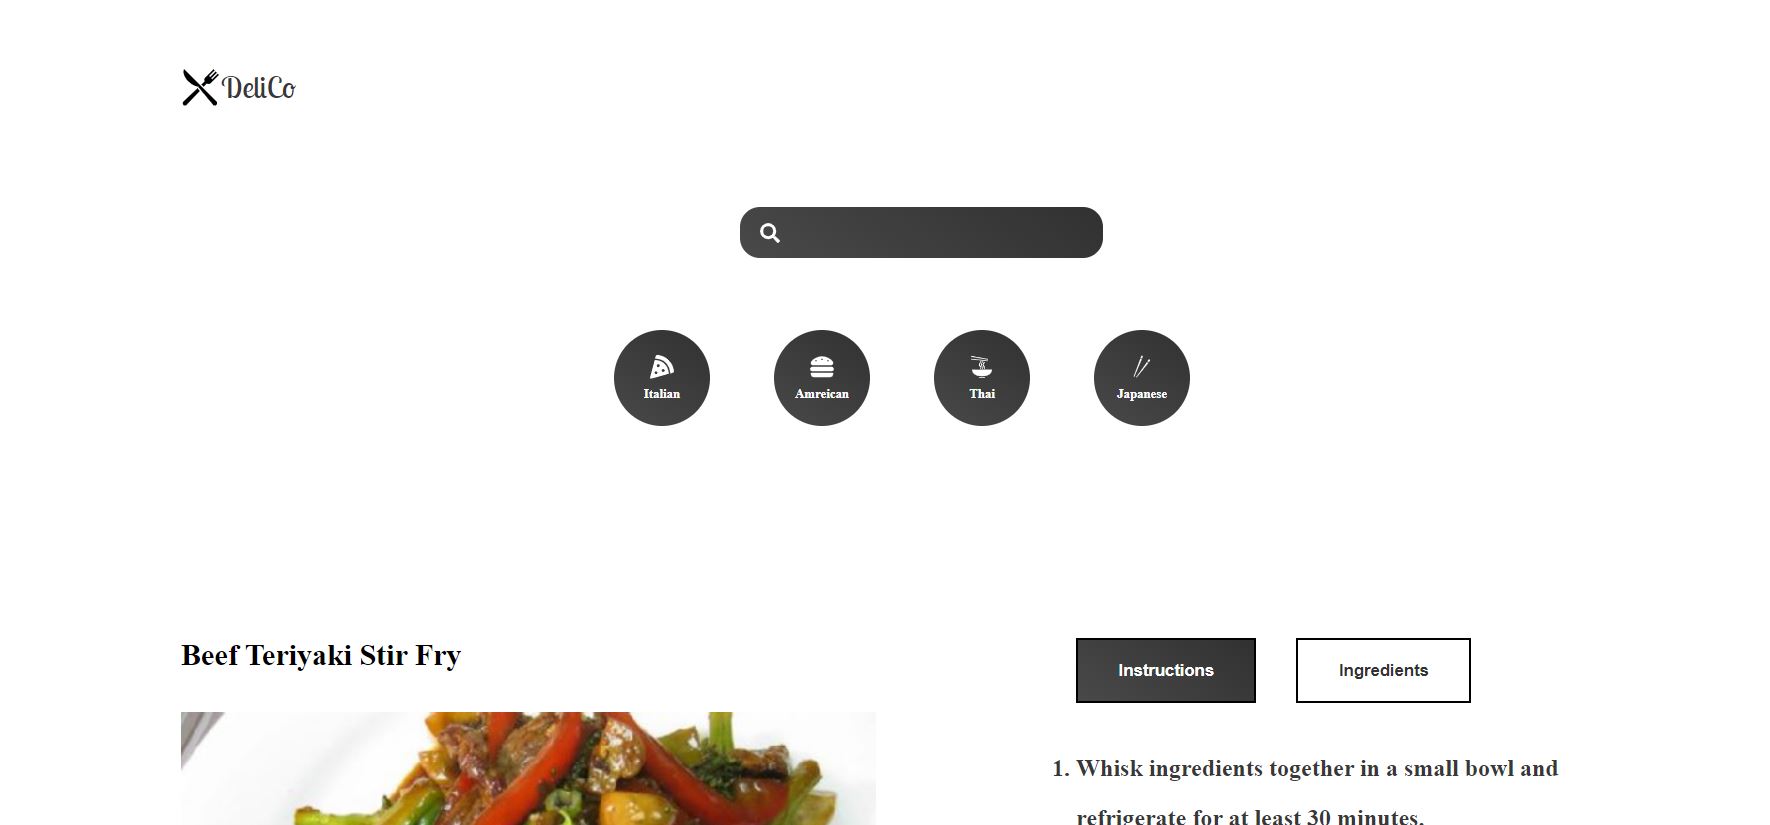 DeliCo
Italian
Amreican
Thai
Japanese
Beef Teriyaki Stir Fry
Instructions
Ingredients
1. Whisk ingredients together in a small bowl and
refrigerate for at least 30 minutes.